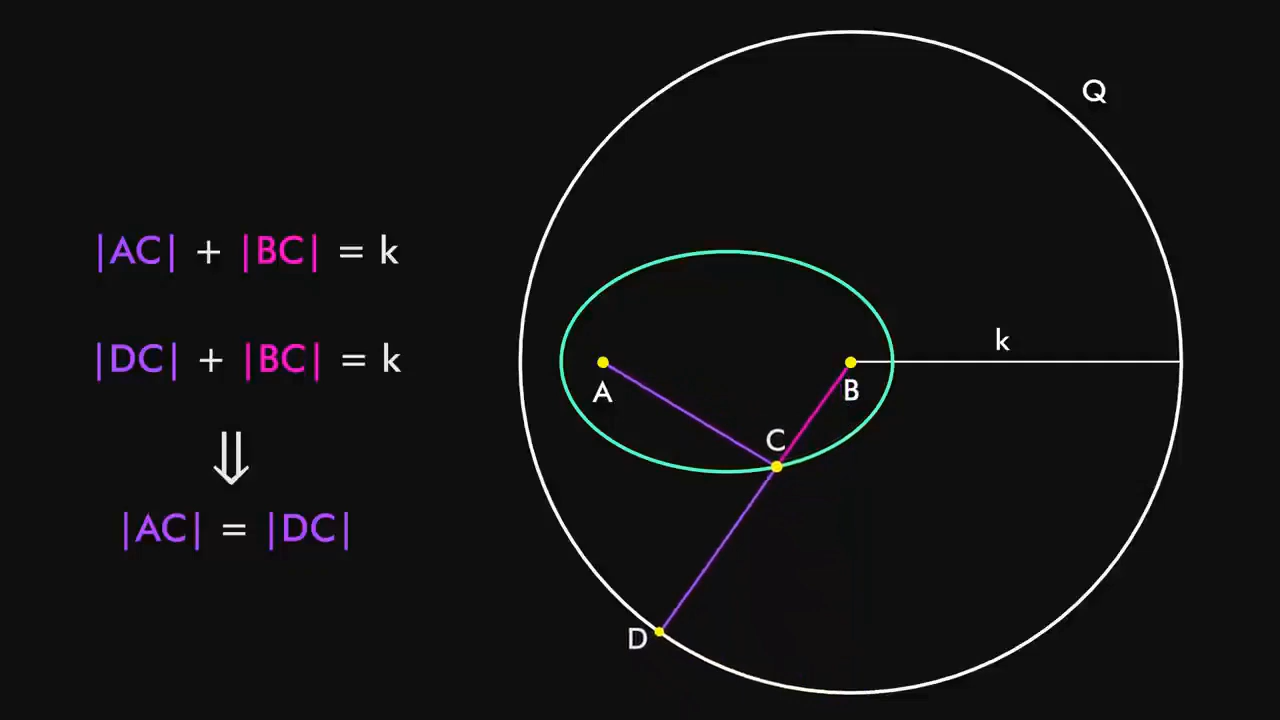 |AC| + |BC| = k
|DC| + |BC| = k
⇓
|AC| = |DC|
Q
k
A
B
C
D